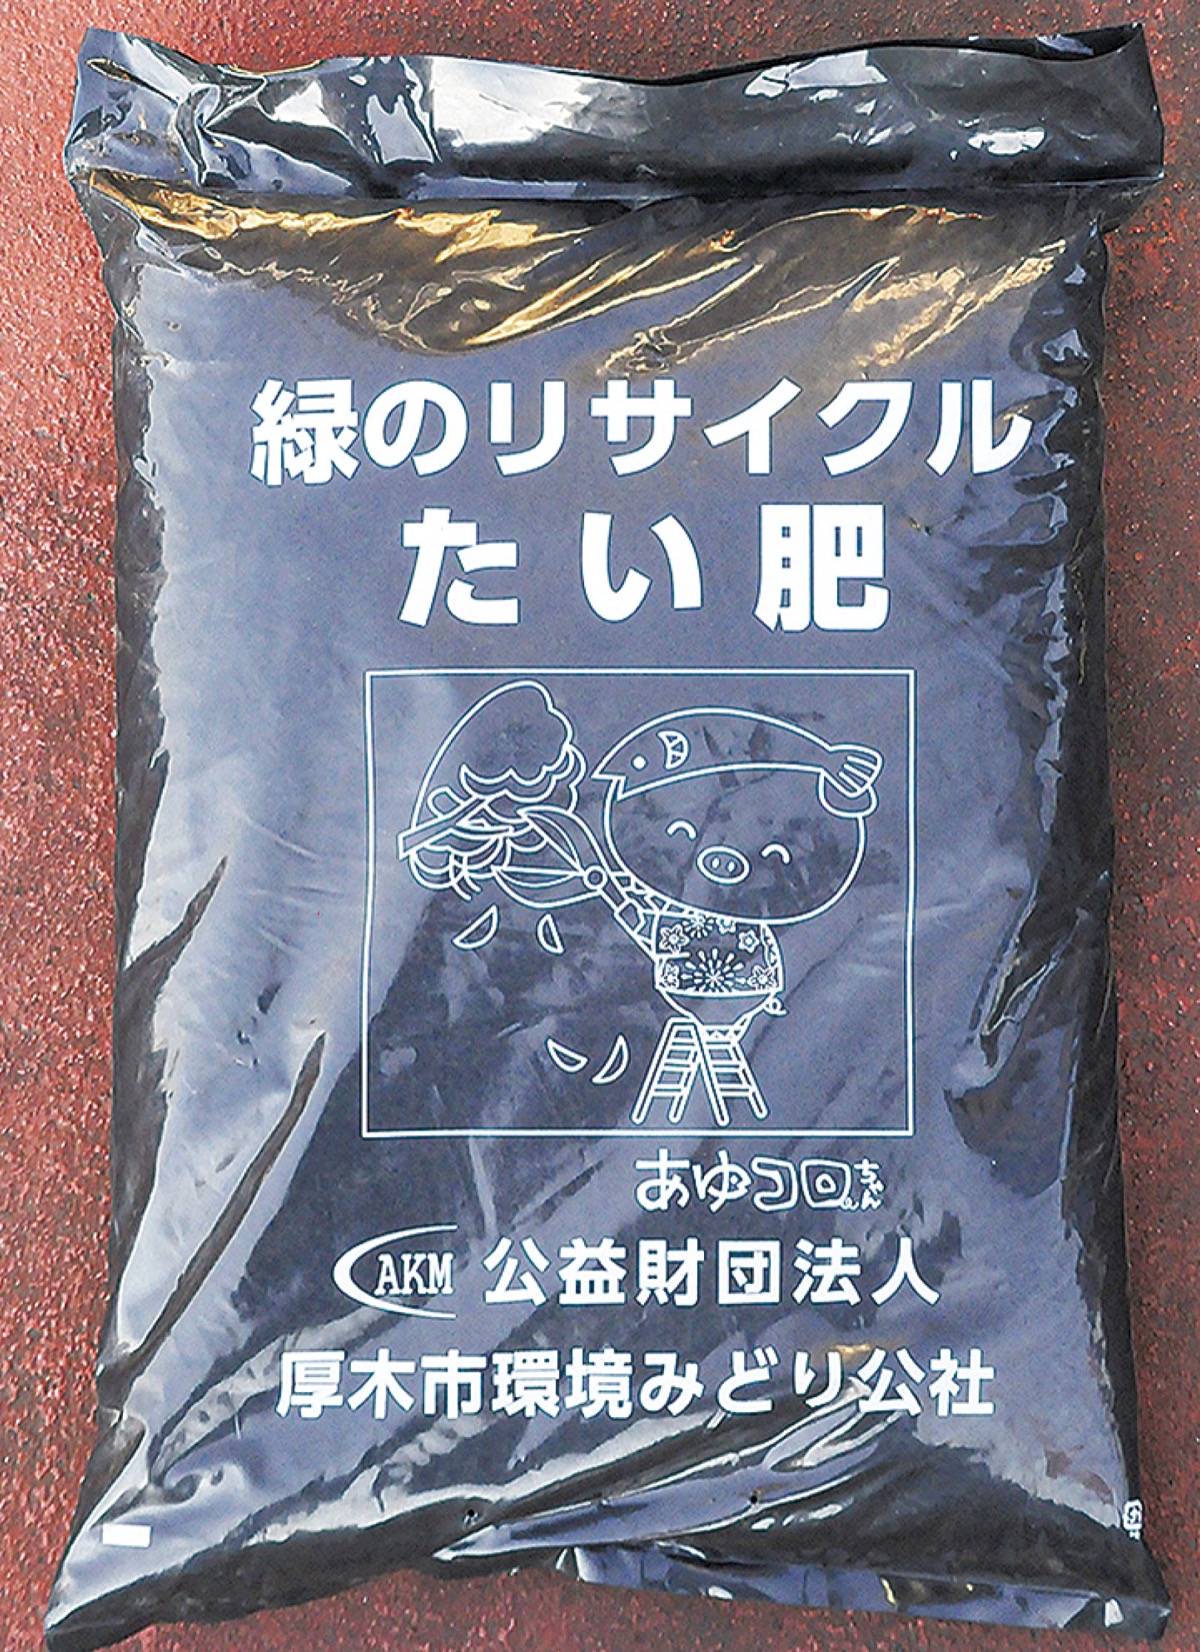 緑のリサイクル
たい肥
あゆコロちゃん
AKM 公益財団法人
厚木市環境みどり公社